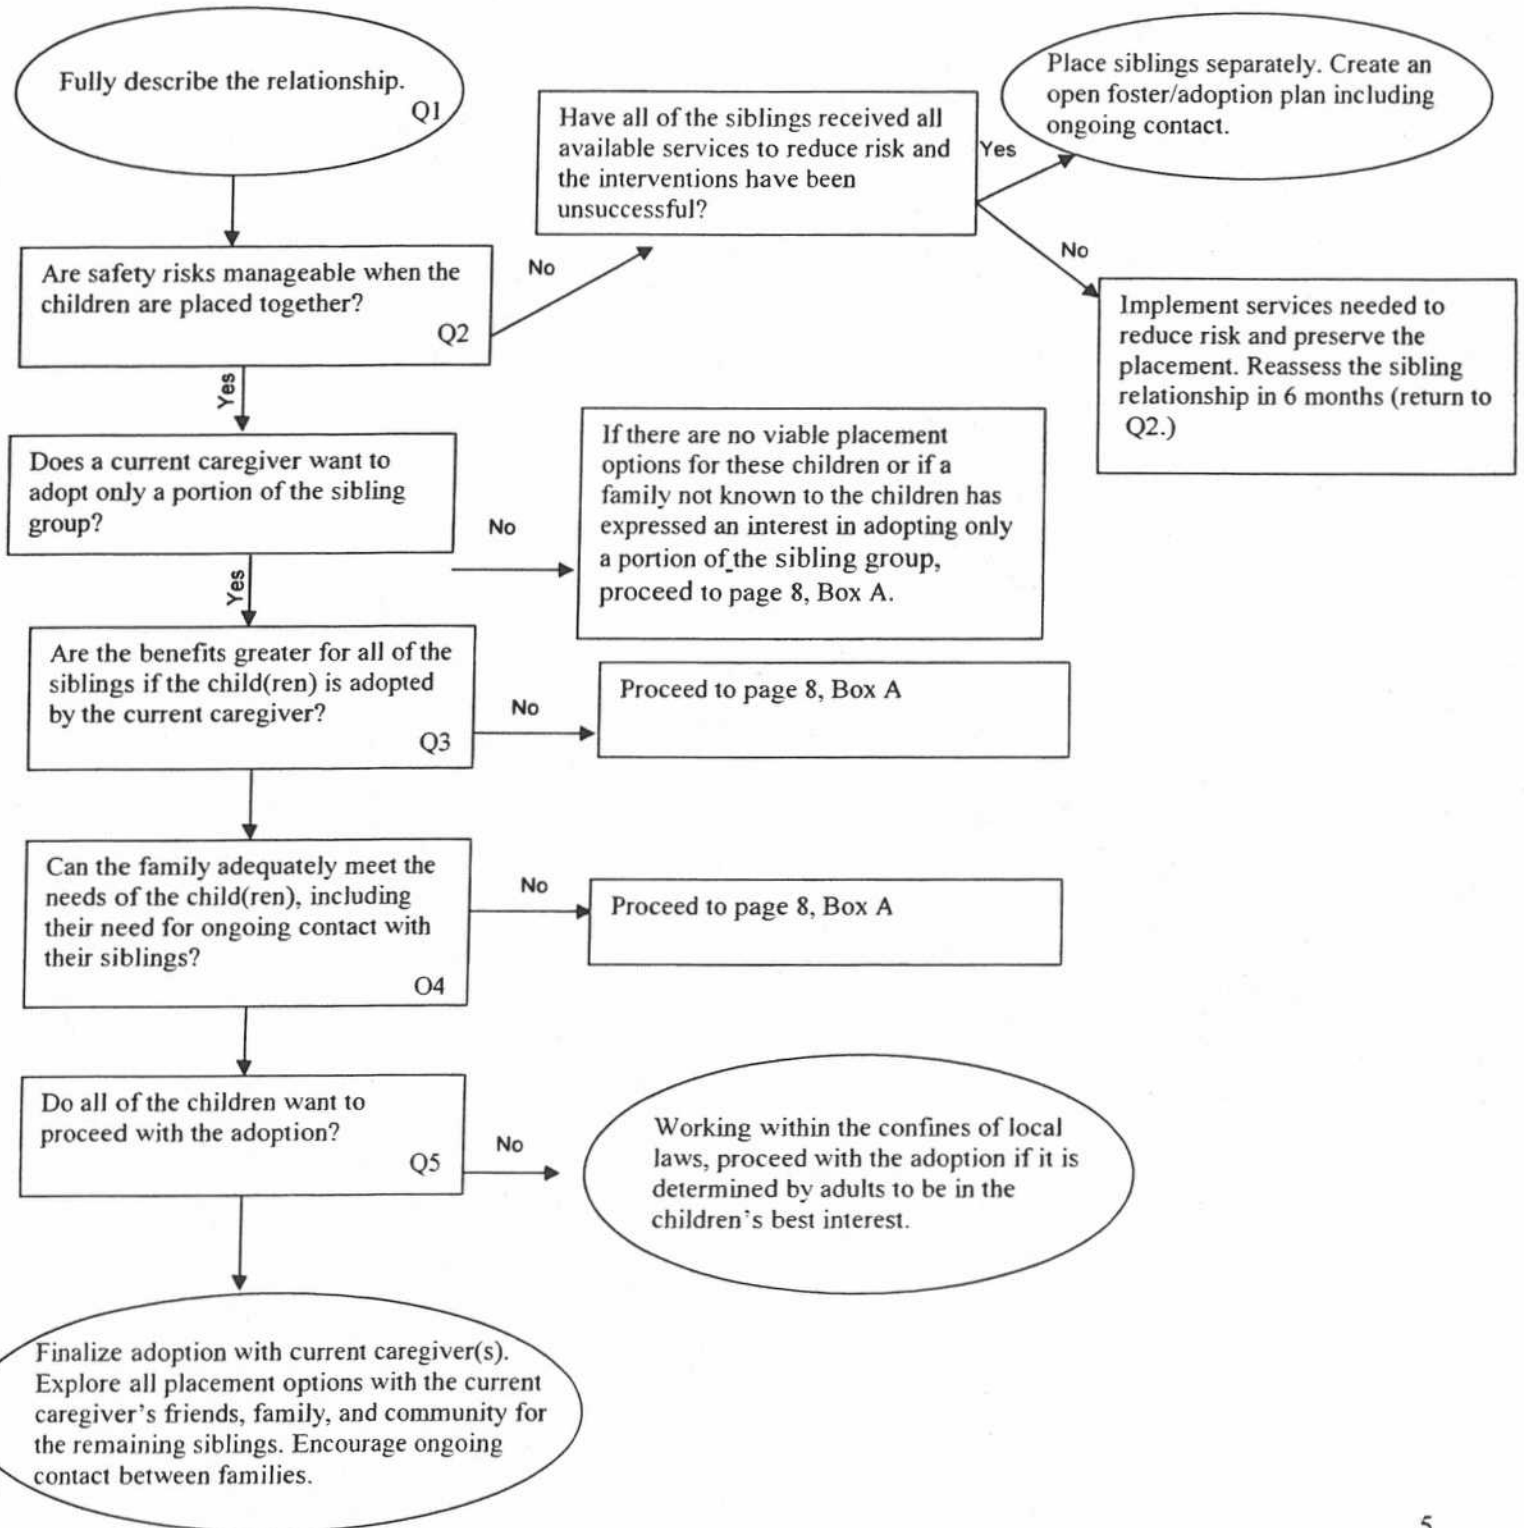 Fully describe the relationship.
Q1
Have all of the siblings received all
available services to reduce risk and
the interventions have been
unsuccessful?
Yes
Place siblings separately. Create an
open foster/adoption plan including
ongoing contact.
No
Implement services needed to
reduce risk and preserve the
placement. Reassess the sibling
relationship in 6 months (return to
Q2.)
Are safety risks manageable when the
children are placed together?
Q2
No
Yes
Does a current caregiver want to
adopt only a portion of the sibling
group?
No
If there are no viable placement
options for these children or if a
family not known to the children has
expressed an interest in adopting only
a portion of the sibling group,
proceed to page 8, Box A.
Yes
Are the benefits greater for all of the
siblings if the child(ren) is adopted
by the current caregiver?
Q3
No
Proceed to page 8, Box A
Can the family adequately meet the
needs of the child(ren), including
their need for ongoing contact with
their siblings?
O4
No
Proceed to page 8, Box A
Do all of the children want to
proceed with the adoption?
Q5
No
Working within the confines of local
laws, proceed with the adoption if it is
determined by adults to be in the
children's best interest.
Finalize adoption with current caregiver(s).
Explore all placement options with the current
caregiver's friends, family, and community for
the remaining siblings. Encourage ongoing
contact between families.
5